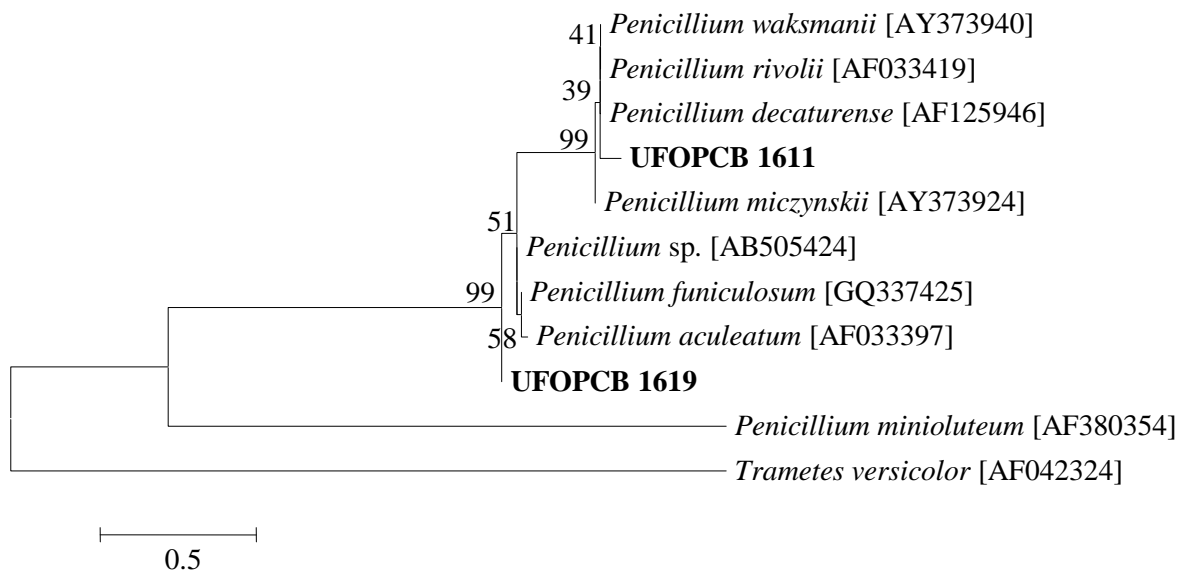 Penicillium waksmanii [AY373940]
41
Penicillium rivolii [AF033419]
39
Penicillium decaturense [AF125946]
99
UFOPCB 1611
Penicillium miczynskii [AY373924]
51
Penicillium sp. [AB505424]
99
Penicillium funiculosum [GQ337425]
58
Penicillium aculeatum [AF033397]
UFOPCB 1619
Penicillium minioluteum [AF380354]
Trametes versicolor [AF042324]
0.5